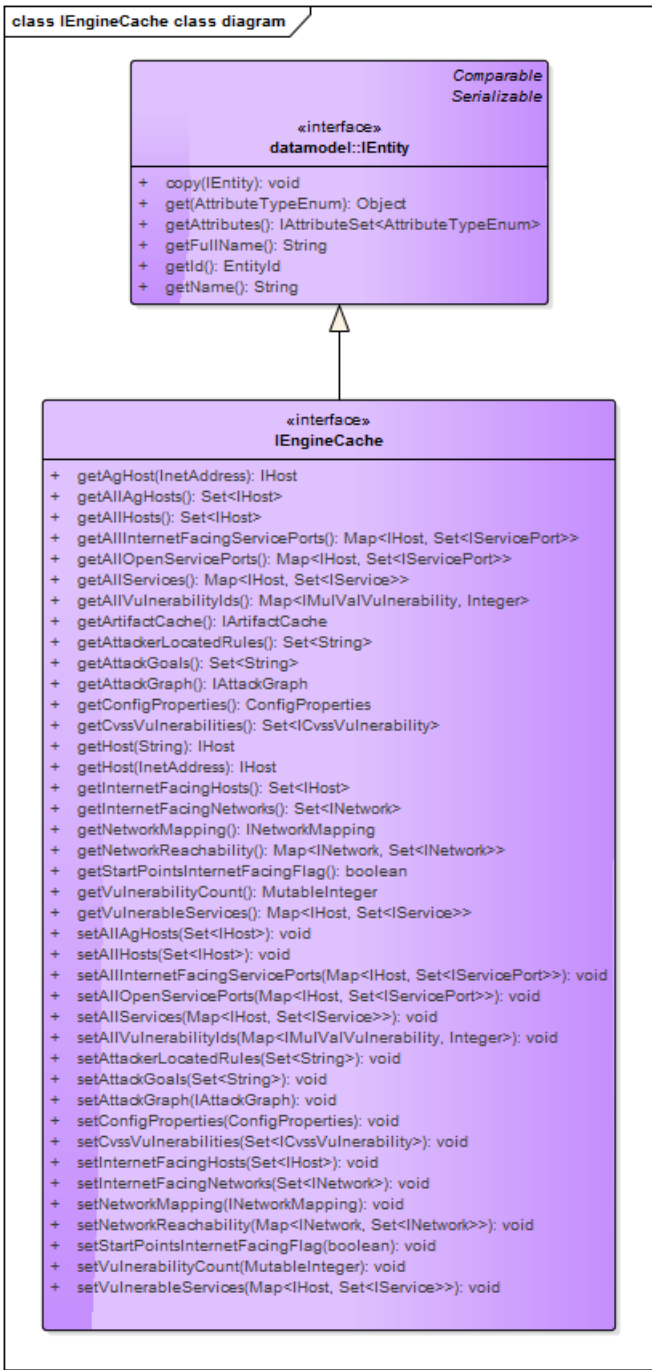 class IEngineCache class diagram
Comparable
Serializable
«interface»
datamodel::IEntity
+ copy(IEntity): void
+ get(AttributeTypeEnum): Object
+ getAttributes(): IAttributeSet<AttributeTypeEnum>
+ getFullName(): String
+ getId(): EntityId
+ getName(): String
«interface»
IEngineCache
+ getAgHost(InetAddress): IHost
+ getAllAgHosts(): Set<IHost>
+ getAllHosts(): Set<IHost>
+ getAllInternetFacingServicePorts(): Map<IHost, Set<IServicePort>>
+ getAllOpenServicePorts(): Map<IHost, Set<IServicePort>>
+ getAllServices(): Map<IHost, Set<IService>>
+ getAllVulnerabilityIds(): Map<IMulValVulnerability, Integer>
+ getArtifactCache(): IArtifactCache
+ getAttackerLocatedRules(): Set<String>
+ getAttackGoals(): Set<String>
+ getAttackGraph(): IAttackGraph
+ getConfigProperties(): ConfigProperties
+ getCvssVulnerabilities(): Set<ICvssVulnerability>
+ getHost(String): IHost
+ getHost(InetAddress): IHost
+ getInternetFacingHosts(): Set<IHost>
+ getInternetFacingNetworks(): Set<INetwork>
+ getNetworkMapping(): INetworkMapping
+ getNetworkReachability(): Map<INetwork, Set<INetwork>>
+ getStartPointsInternetFacingFlag(): boolean
+ getVulnerabilityCount(): MutableInteger
+ getVulnerableServices(): Map<IHost, Set<IService>>
+ setAllAgHosts(Set<IHost>): void
+ setAllHosts(Set<IHost>): void
+ setAllInternetFacingServicePorts(Map<IHost, Set<IServicePort>>): void
+ setAllOpenServicePorts(Map<IHost, Set<IServicePort>>): void
+ setAllServices(Map<IHost, Set<IService>>): void
+ setAllVulnerabilityIds(Map<IMulValVulnerability, Integer>): void
+ setAttackerLocatedRules(Set<String>): void
+ setAttackGoals(Set<String>): void
+ setAttackGraph(IAttackGraph): void
+ setConfigProperties(ConfigProperties): void
+ setCvssVulnerabilities(Set<ICvssVulnerability>): void
+ setInternetFacingHosts(Set<IHost>): void
+ setInternetFacingNetworks(Set<INetwork>): void
+ setNetworkMapping(INetworkMapping): void
+ setNetworkReachability(Map<INetwork, Set<INetwork>>): void
+ setStartPointsInternetFacingFlag(boolean): void
+ setVulnerabilityCount(MutableInteger): void
+ setVulnerableServices(Map<IHost, Set<IService>>): void